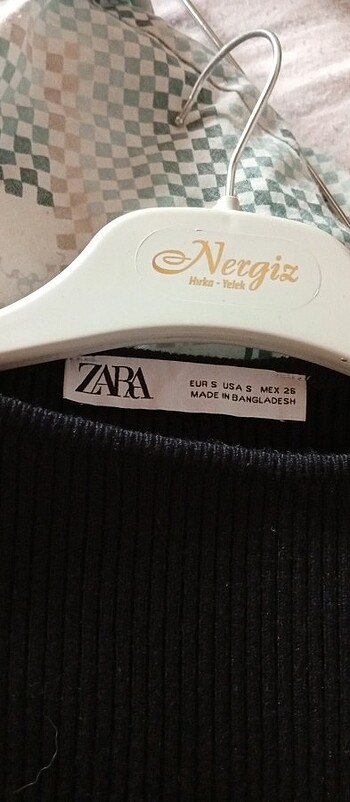 Nergiz
Hırka - Yelek
ZARA
EUR S USA S MEX 26
MADE IN BANGLADESH